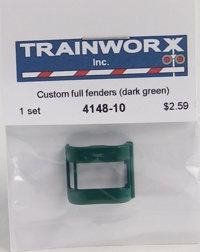 TRAINWORX
Inc.
Custom full fenders (dark green)
1 set 4148-10 $2.59